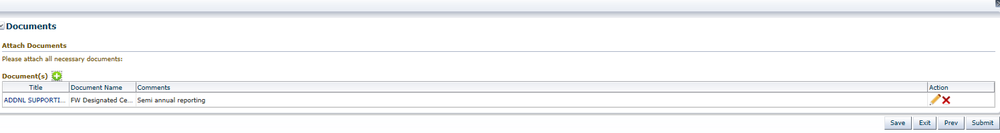 Documents
Attach Documents
Please attach all necessary documents:
Document(s)
Title Document Name Comments Action
ADDNL SUPPORTI... FW Designated Ce... Semi annual reporting
Save Exit Prev Submit